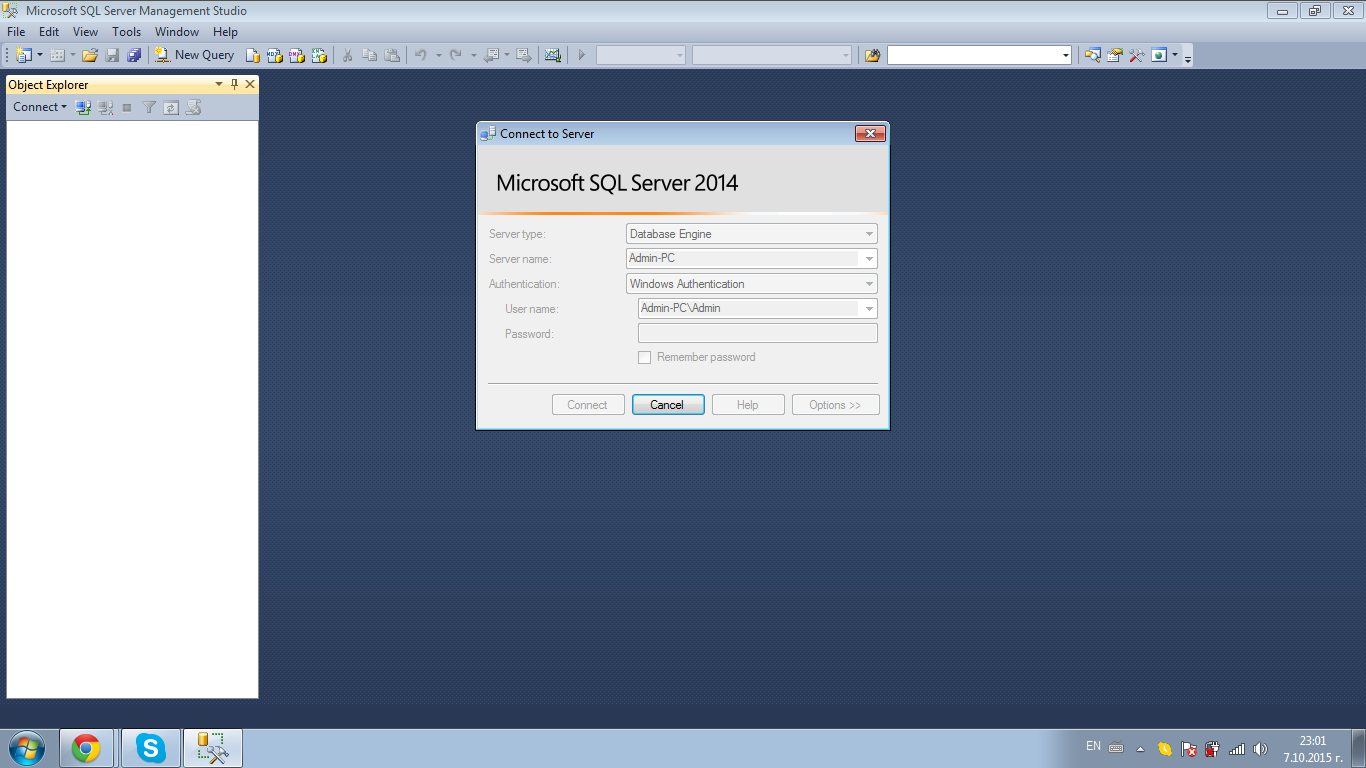 Microsoft SQL Server Management Studio
File Edit View Tools Window Help
New Query
Object Explorer
Connect
Connect to Server
Microsoft SQL Server 2014
Server type: Database Engine
Server name: Admin-PC
Authentication: Windows Authentication
User name: Admin-PC\Admin
Password:
Remember password
Connect Cancel Help Options >>
EN
23:01
7.10.2015 г.